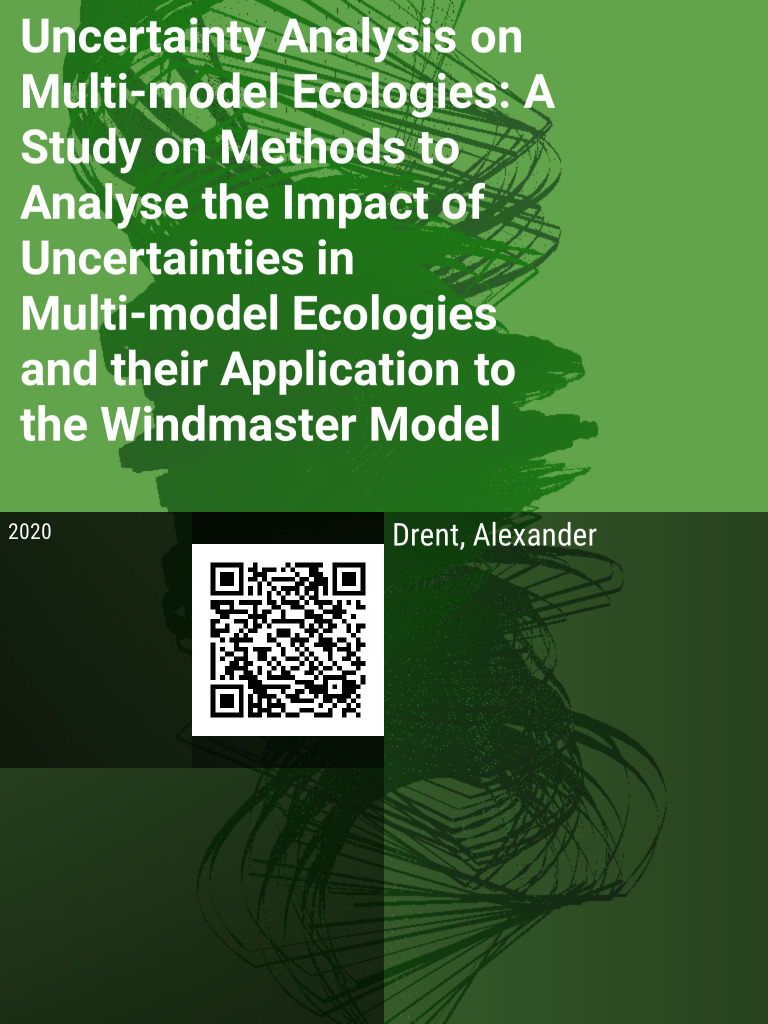 Uncertainty Analysis on
Multi-model Ecologies: A
Study on Methods to
Analyse the Impact of
Uncertainties in
Multi-model Ecologies
and their Application to
the Windmaster Model
2020
Drent, Alexander